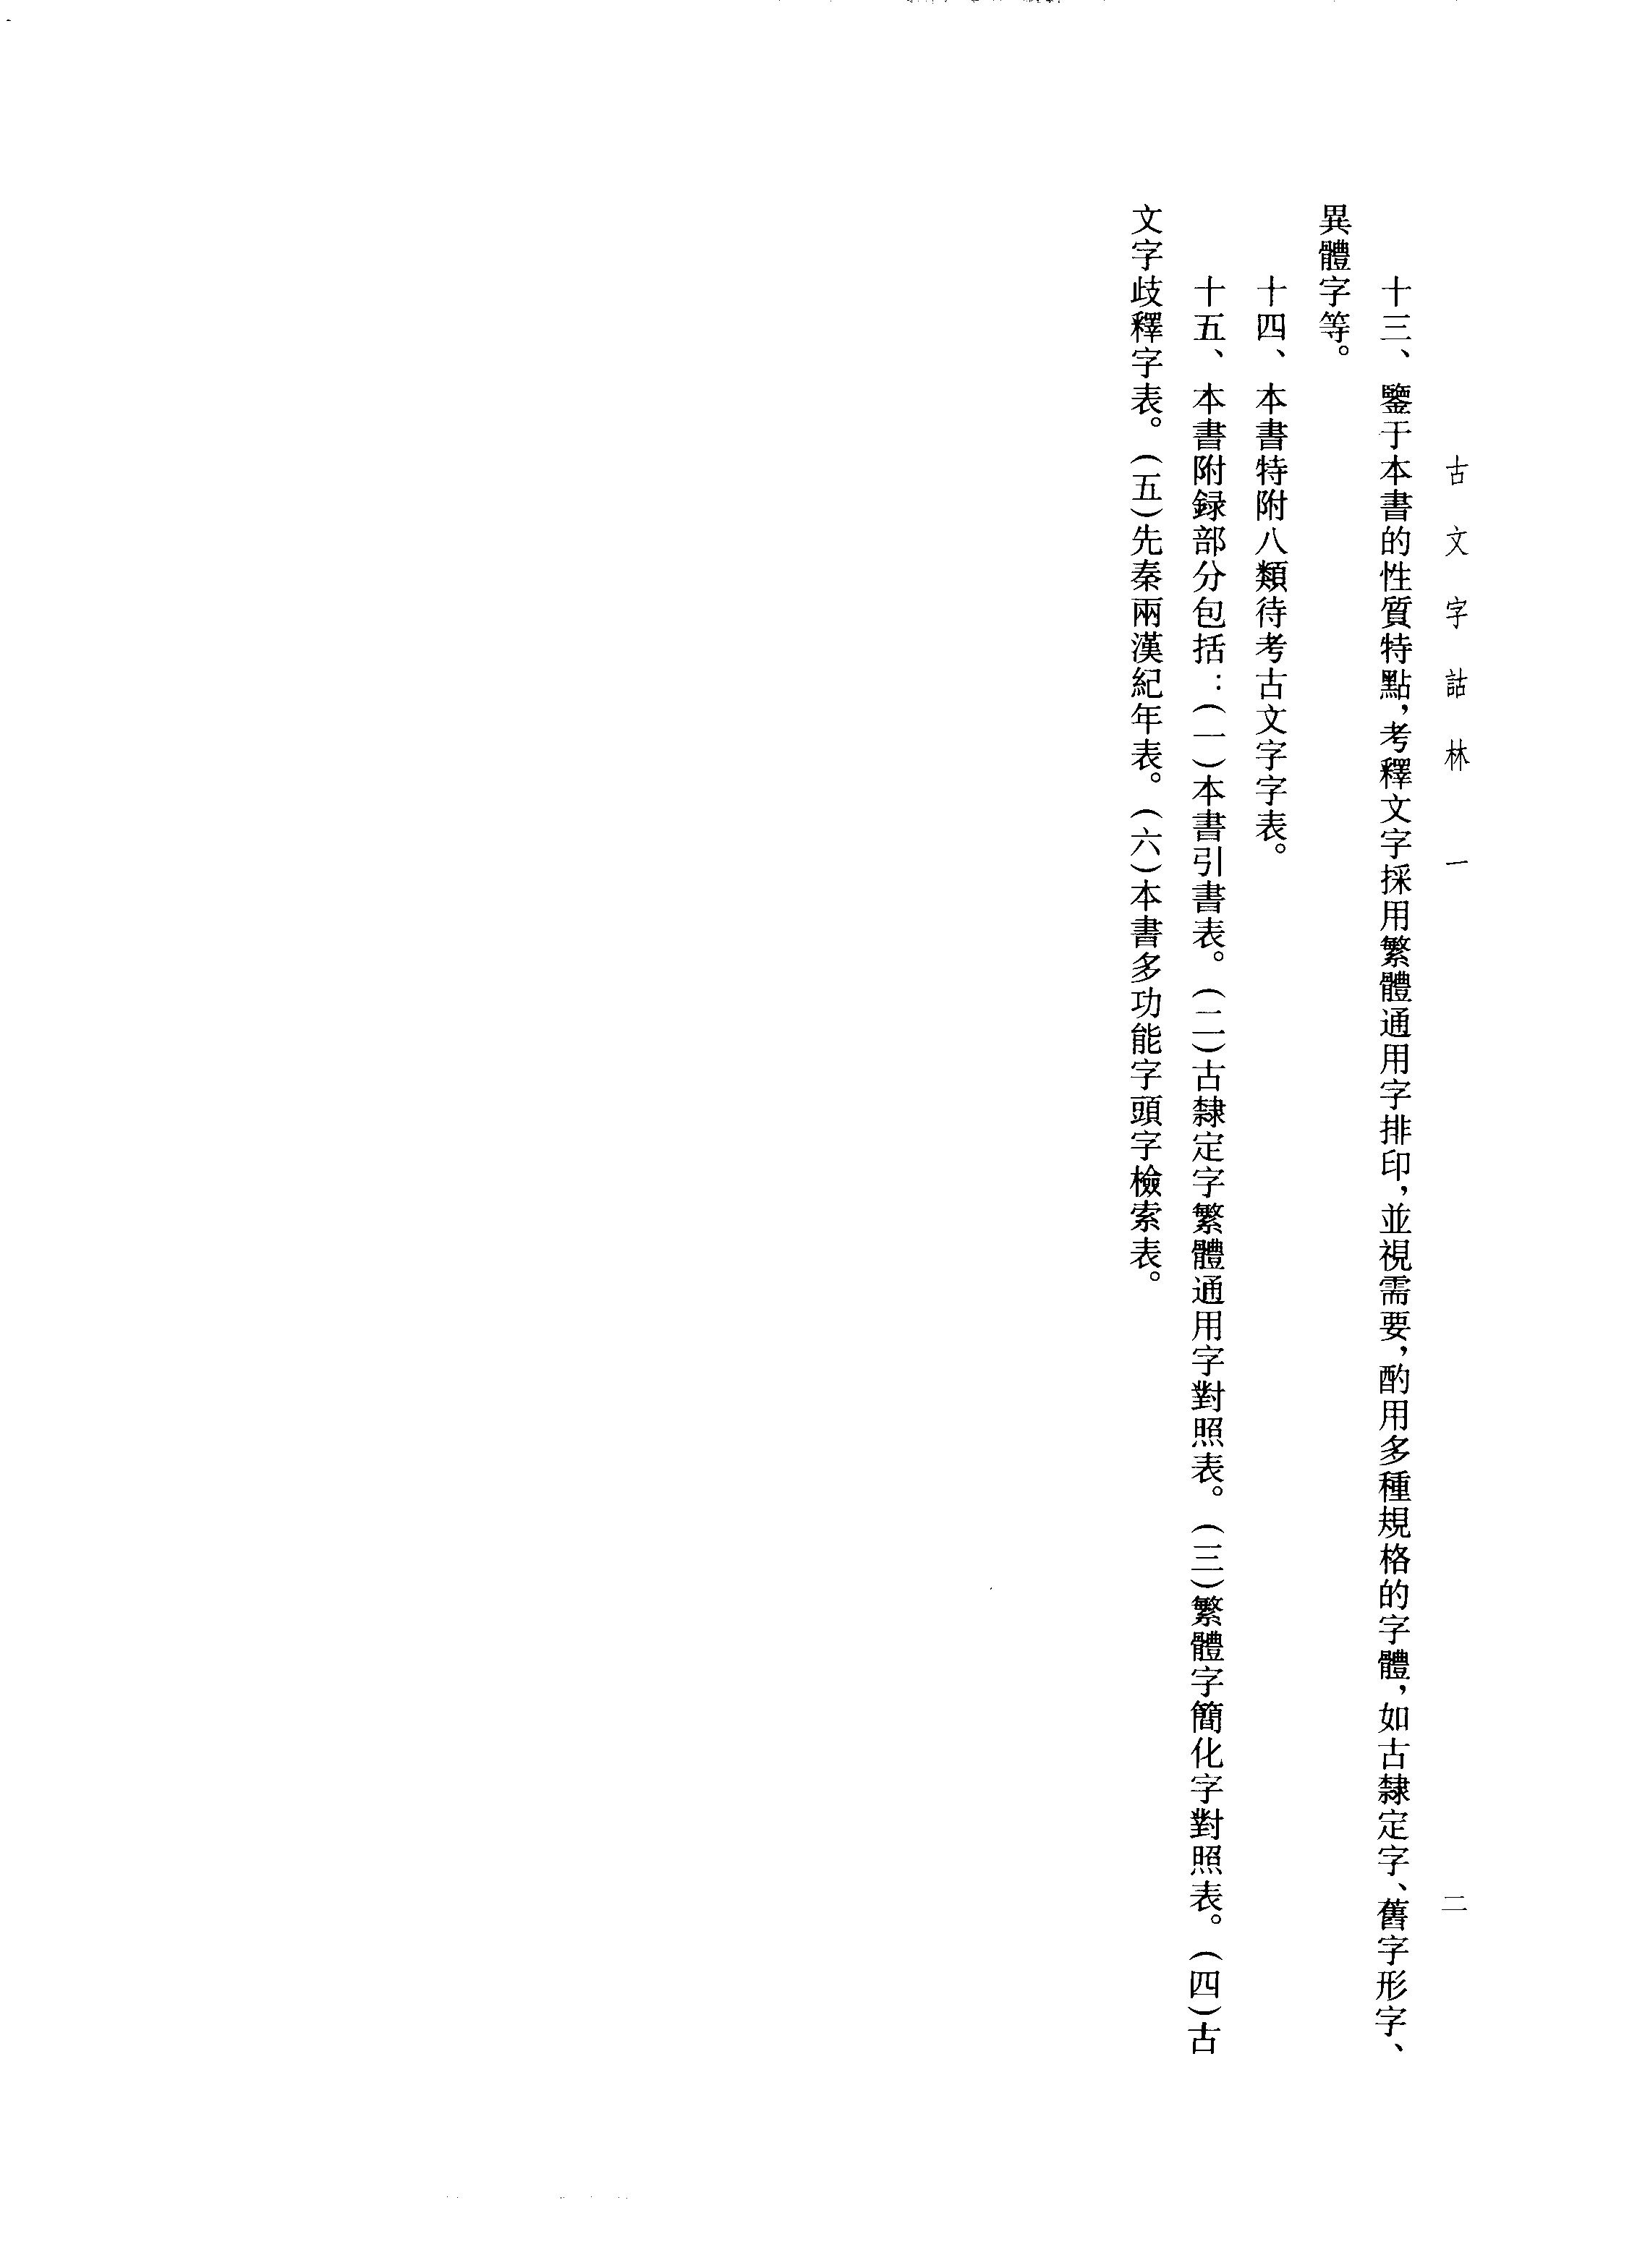 古文字詁林 一
二
十三、鑒于本書的性質特點，考釋文字採用繁體通用字排印，並視需要，酌用多種規格的字體，如古隸定字、舊字形字、
異體字等。
十四、本書特附八類待考古文字字表。
十五、本書附録部分包括：(一)本書引書表。(二)古隸定字繁體通用字對照表。(三)繁體字簡化字對照表。(四)古
文字歧釋字表。(五)先秦兩漢紀年表。(六)本書多功能字頭字檢索表。